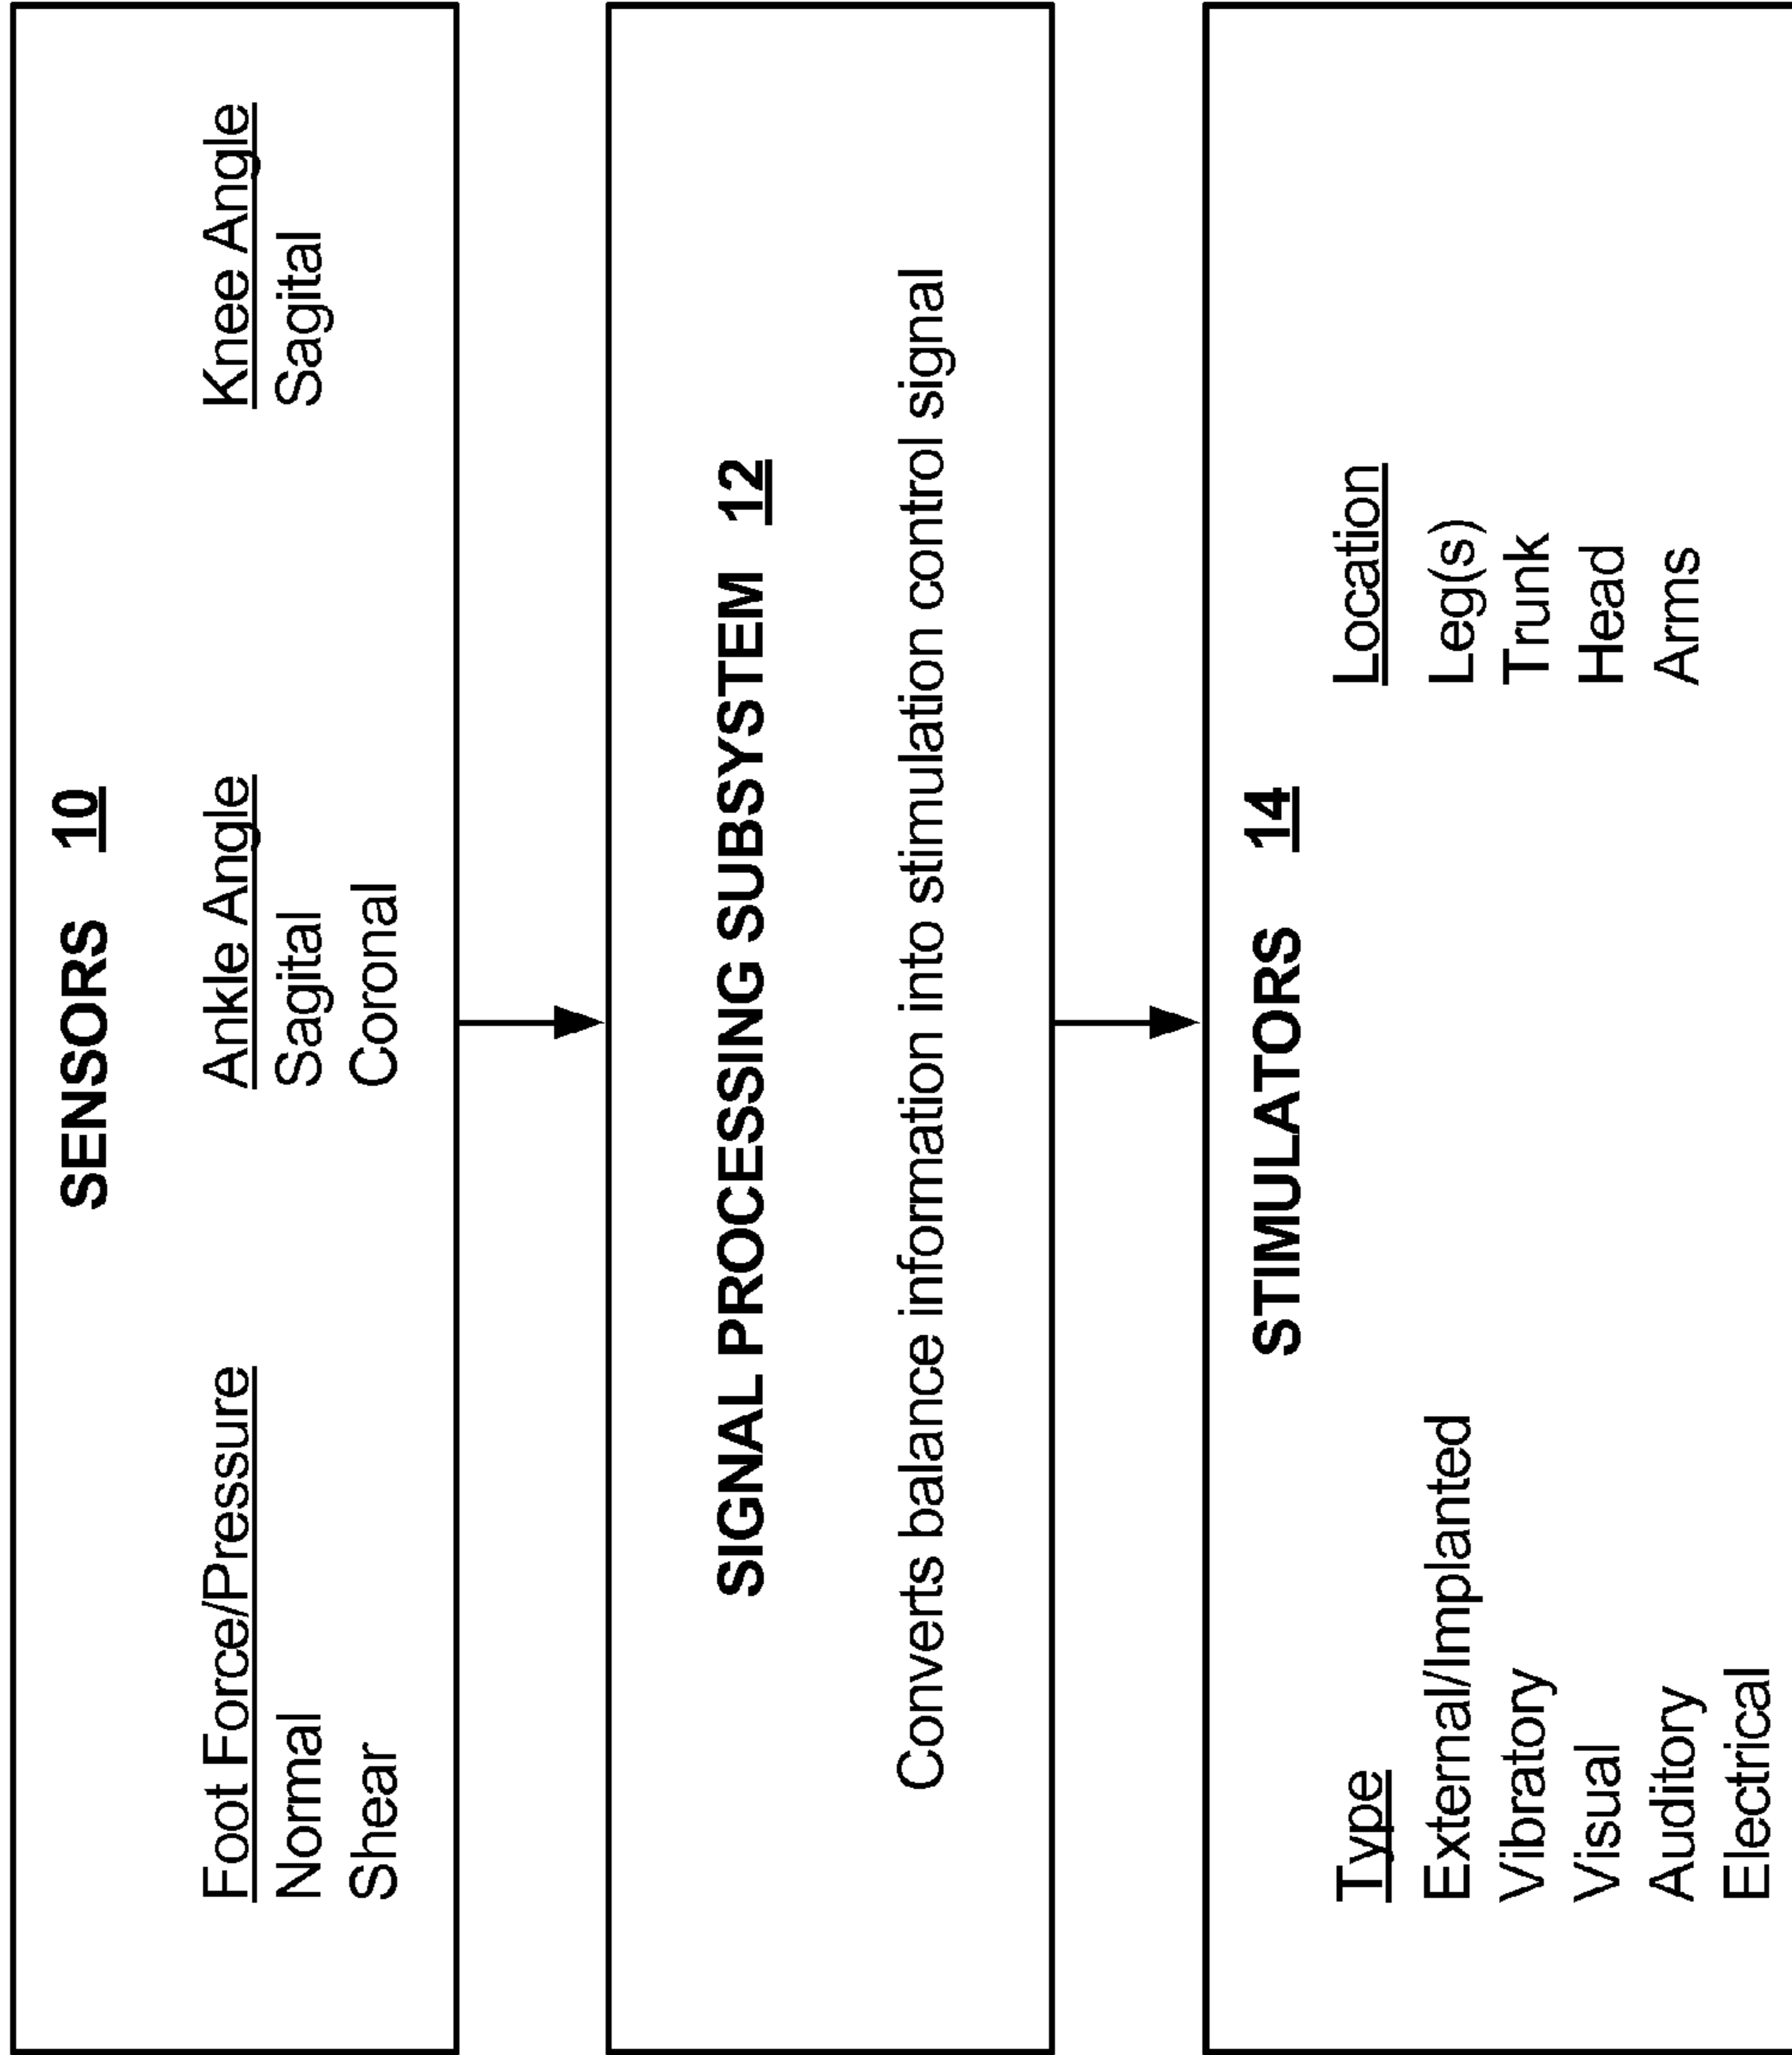 SENSORS 10
Foot Force/Pressure
Normal
Shear
Ankle Angle
Sagital
Coronal
Knee Angle
Sagital
SIGNAL PROCESSING SUBSYSTEM 12
Converts balance information into stimulation control signal
STIMULATORS 14
Type
External/Implanted
Vibratory
Visual
Auditory
Electrical
Location
Leg(s)
Trunk
Head
Arms